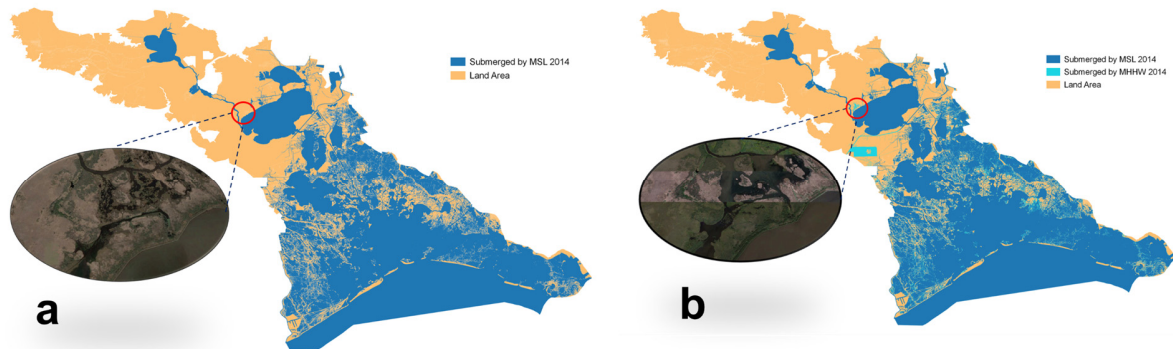 Submerged by MSL 2014
Land Area
a
Submerged by MSL 2014
Submerged by MHHW 2014
Land Area
b